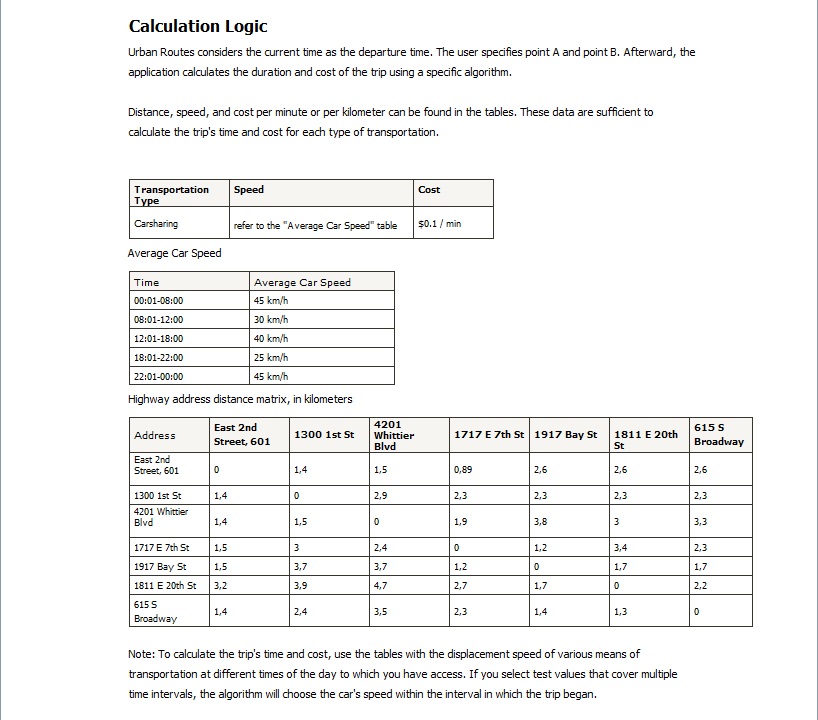 Calculation Logic
Urban Routes considers the current time as the departure time. The user specifies point A and point B. Afterward, the
application calculates the duration and cost of the trip using a specific algorithm.
Distance, speed, and cost per minute or per kilometer can be found in the tables. These data are sufficient to
calculate the trip's time and cost for each type of transportation.
Transportation Type Speed Cost
Carsharing refer to the "Average Car Speed" table $0.1 / min
Average Car Speed
Time Average Car Speed
00:01-08:00 45 km/h
08:01-12:00 30 km/h
12:01-18:00 40 km/h
18:01-22:00 25 km/h
22:01-00:00 45 km/h
Highway address distance matrix, in kilometers
Address East 2nd Street, 601 1300 1st St 4201 Whittier Blvd 1717 E 7th St 1917 Bay St 1811 E 20th St 615 S Broadway
East 2nd Street, 601 0 1,4 1,5 0,89 2,6 2,6 2,6
1300 1st St 1,4 0 2,9 2,3 2,3 2,3 2,3
4201 Whittier Blvd 1,4 1,5 0 1,9 3,8 3 3,3
1717 E 7th St 1,5 3 2,4 0 1,2 3,4 2,3
1917 Bay St 1,5 3,7 3,7 1,2 0 1,7 1,7
1811 E 20th St 3,2 3,9 4,7 2,7 1,7 0 2,2
615 S Broadway 1,4 2,4 3,5 2,3 1,4 1,3 0
Note: To calculate the trip's time and cost, use the tables with the displacement speed of various means of
transportation at different times of the day to which you have access. If you select test values that cover multiple
time intervals, the algorithm will choose the car's speed within the interval in which the trip began.